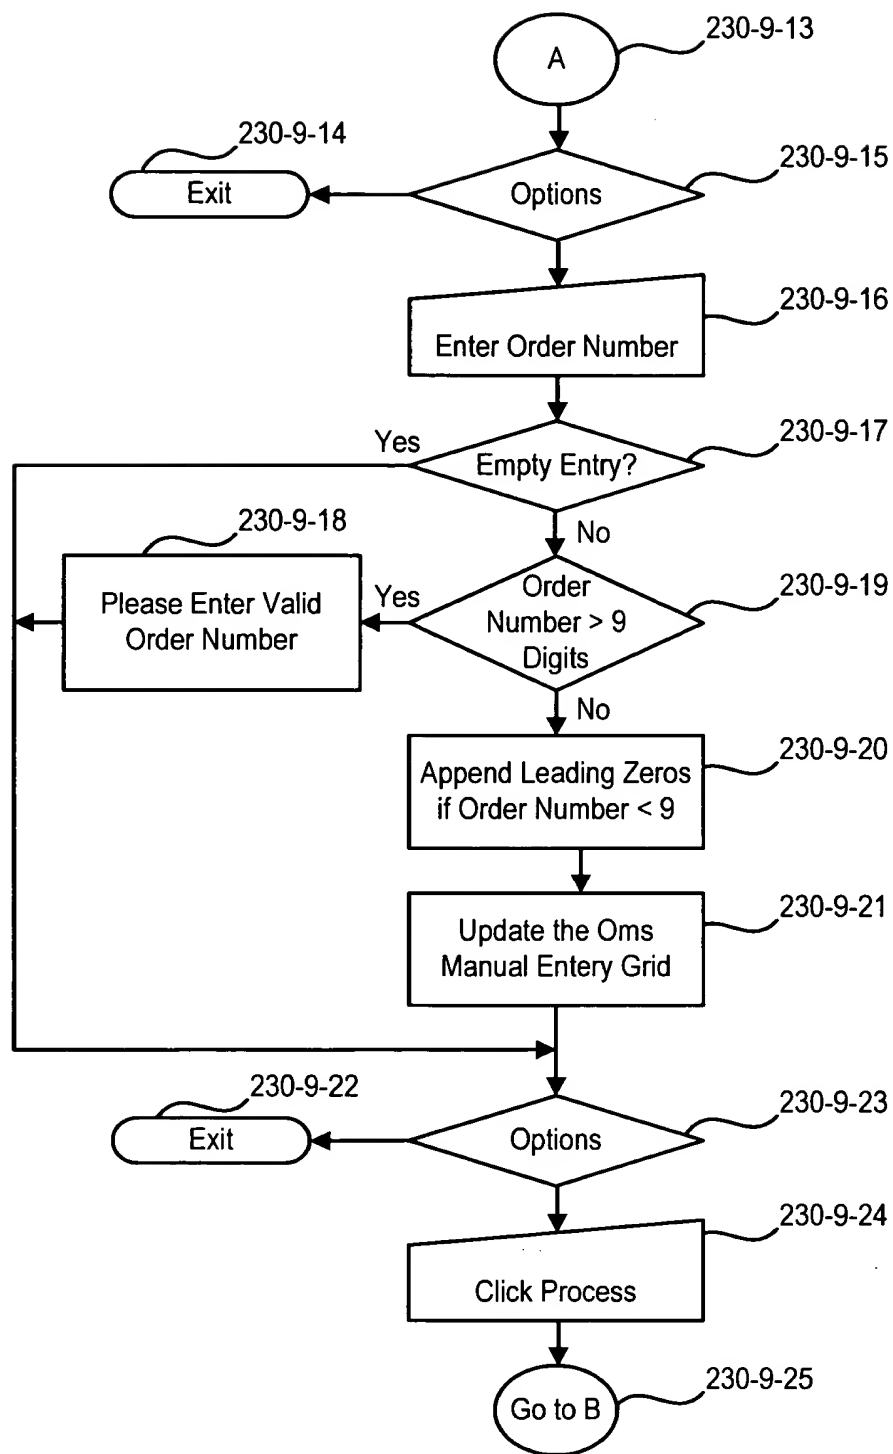 A
230-9-13
230-9-14
Exit
Options
230-9-15
Enter Order Number
230-9-16
Yes
Empty Entry?
230-9-17
No
230-9-18
Please Enter Valid
Order Number
Yes
Order
Number > 9
Digits
230-9-19
No
Append Leading Zeros
if Order Number < 9
230-9-20
Update the Oms
Manual Entery Grid
230-9-21
230-9-22
Exit
Options
230-9-23
Click Process
230-9-24
Go to B
230-9-25